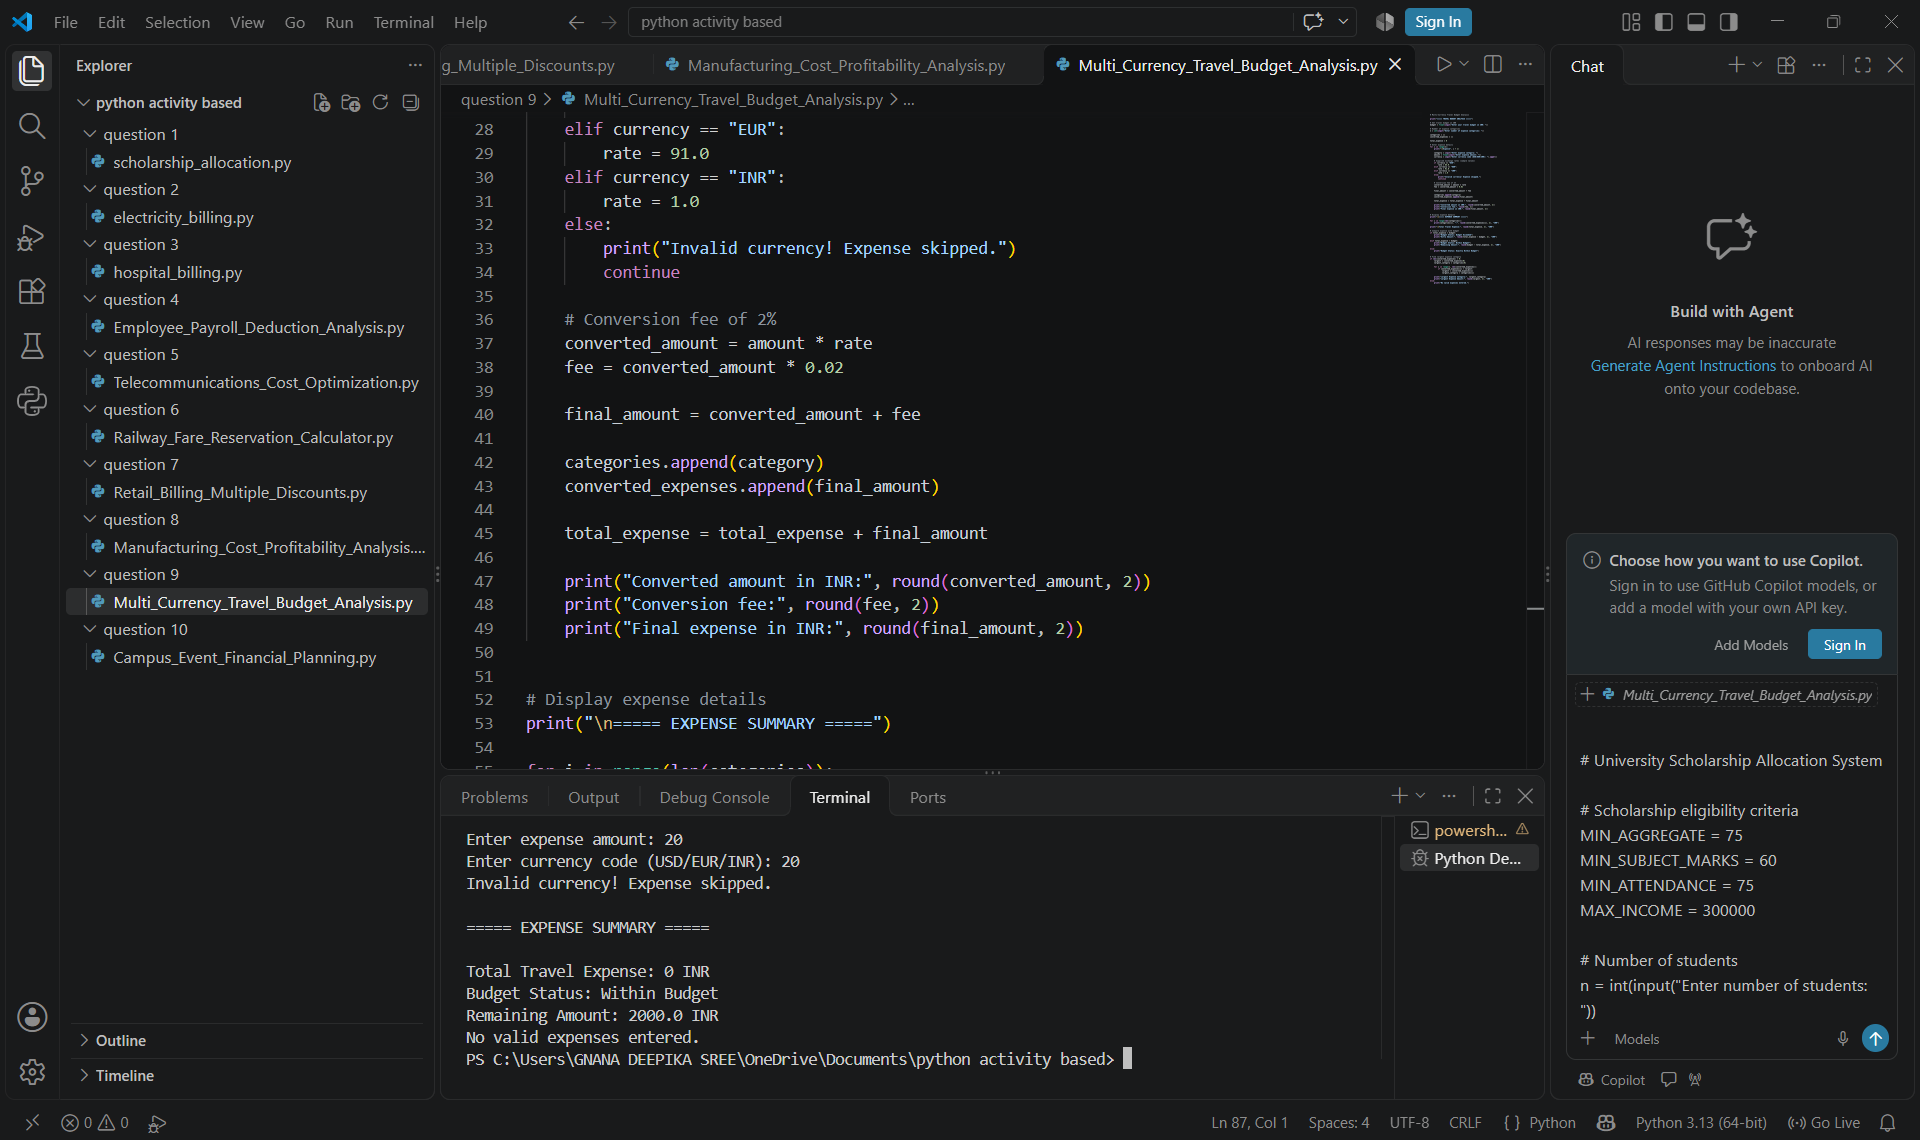 File Edit Selection View Go Run Terminal Help
python activity based
Sign In
Explorer
python activity based
question 1
scholarship_allocation.py
question 2
electricity_billing.py
question 3
hospital_billing.py
question 4
Employee_Payroll_Deduction_Analysis.py
question 5
Telecommunications_Cost_Optimization.py
question 6
Railway_Fare_Reservation_Calculator.py
question 7
Retail_Billing_Multiple_Discounts.py
question 8
Manufacturing_Cost_Profitability_Analysis....
question 9
Multi_Currency_Travel_Budget_Analysis.py
question 10
Campus_Event_Financial_Planning.py
Outline
Timeline
g_Multiple_Discounts.py
Manufacturing_Cost_Profitability_Analysis.py
Multi_Currency_Travel_Budget_Analysis.py
question 9 > Multi_Currency_Travel_Budget_Analysis.py > ...
28 elif currency == "EUR":
29 rate = 91.0
30 elif currency == "INR":
31 rate = 1.0
32 else:
33 print("Invalid currency! Expense skipped.")
34 continue
35
36 # Conversion fee of 2%
37 converted_amount = amount * rate
38 fee = converted_amount * 0.02
39
40 final_amount = converted_amount + fee
41
42 categories.append(category)
43 converted_expenses.append(final_amount)
44
45 total_expense = total_expense + final_amount
46
47 print("Converted amount in INR:", round(converted_amount, 2))
48 print("Conversion fee:", round(fee, 2))
49 print("Final expense in INR:", round(final_amount, 2))
50
51
52 # Display expense details
53 print("\n===== EXPENSE SUMMARY =====")
54
55 for i in range(len(categories)):
Problems Output Debug Console Terminal Ports
Enter expense amount: 20
Enter currency code (USD/EUR/INR): 20
Invalid currency! Expense skipped.
===== EXPENSE SUMMARY =====
Total Travel Expense: 0 INR
Budget Status: Within Budget
Remaining Amount: 2000.0 INR
No valid expenses entered.
PS C:\Users\GNANA DEEPIKA SREE\OneDrive\Documents\python activity based>
powersh...
Python De...
Chat
Build with Agent
AI responses may be inaccurate
Generate Agent Instructions to onboard AI
onto your codebase.
Choose how you want to use Copilot.
Sign in to use GitHub Copilot models, or
add a model with your own API key.
Add Models Sign In
Multi_Currency_Travel_Budget_Analysis.py
# University Scholarship Allocation System
# Scholarship eligibility criteria
MIN_AGGREGATE = 75
MIN_SUBJECT_MARKS = 60
MIN_ATTENDANCE = 75
MAX_INCOME = 300000
# Number of students
n = int(input("Enter number of students:
"))
Models
Copilot
0 0
Ln 87, Col 1 Spaces: 4 UTF-8 CRLF { } Python Python 3.13 (64-bit) Go Live